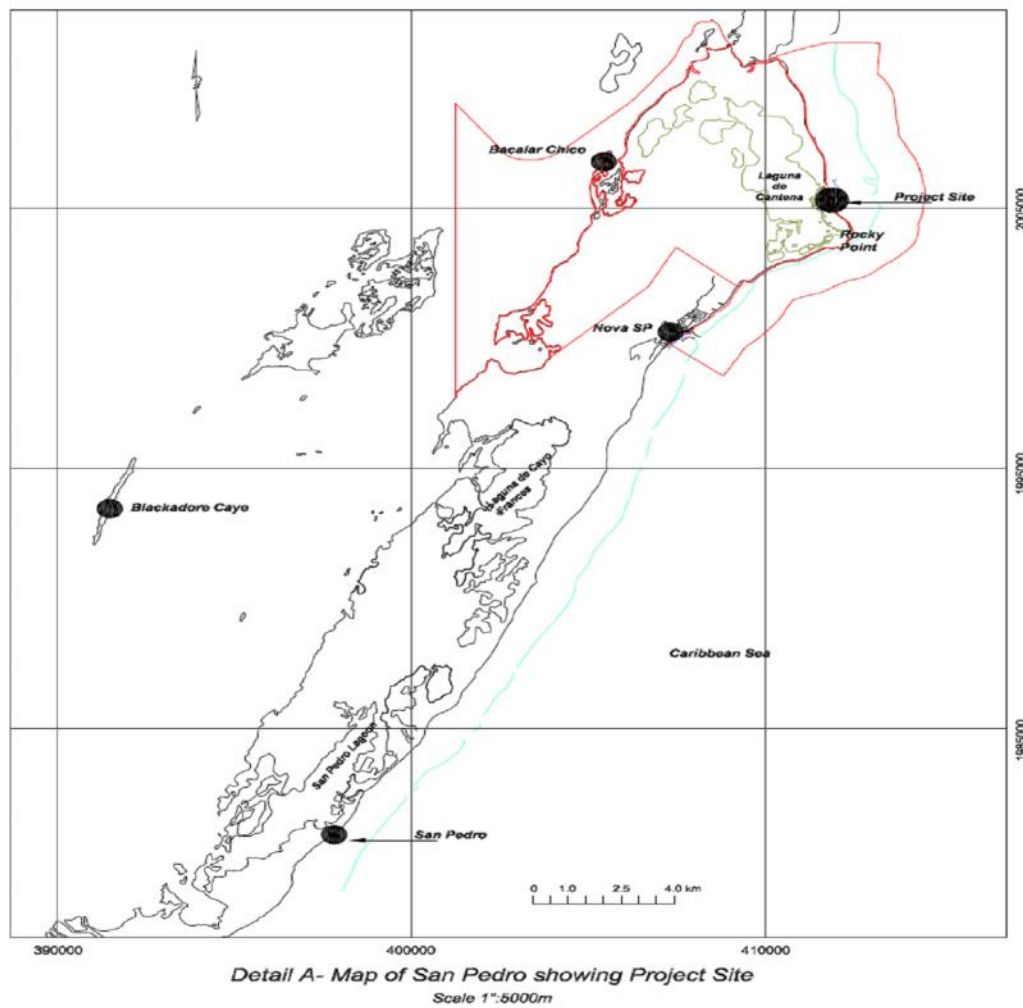 Bacalar Chico
Laguna
de
Cantena
Project Site
2005000
Rocky
Point
Nova SP
Laguna de Cayo
Frances
1995000
Blackadore Caye
Caribbean Sea
1985000
San Pedro Lagoon
San Pedro
0 1.0 2.5 4.0 km
390000 400000 410000
Detail A- Map of San Pedro showing Project Site
Scale 1":5000m